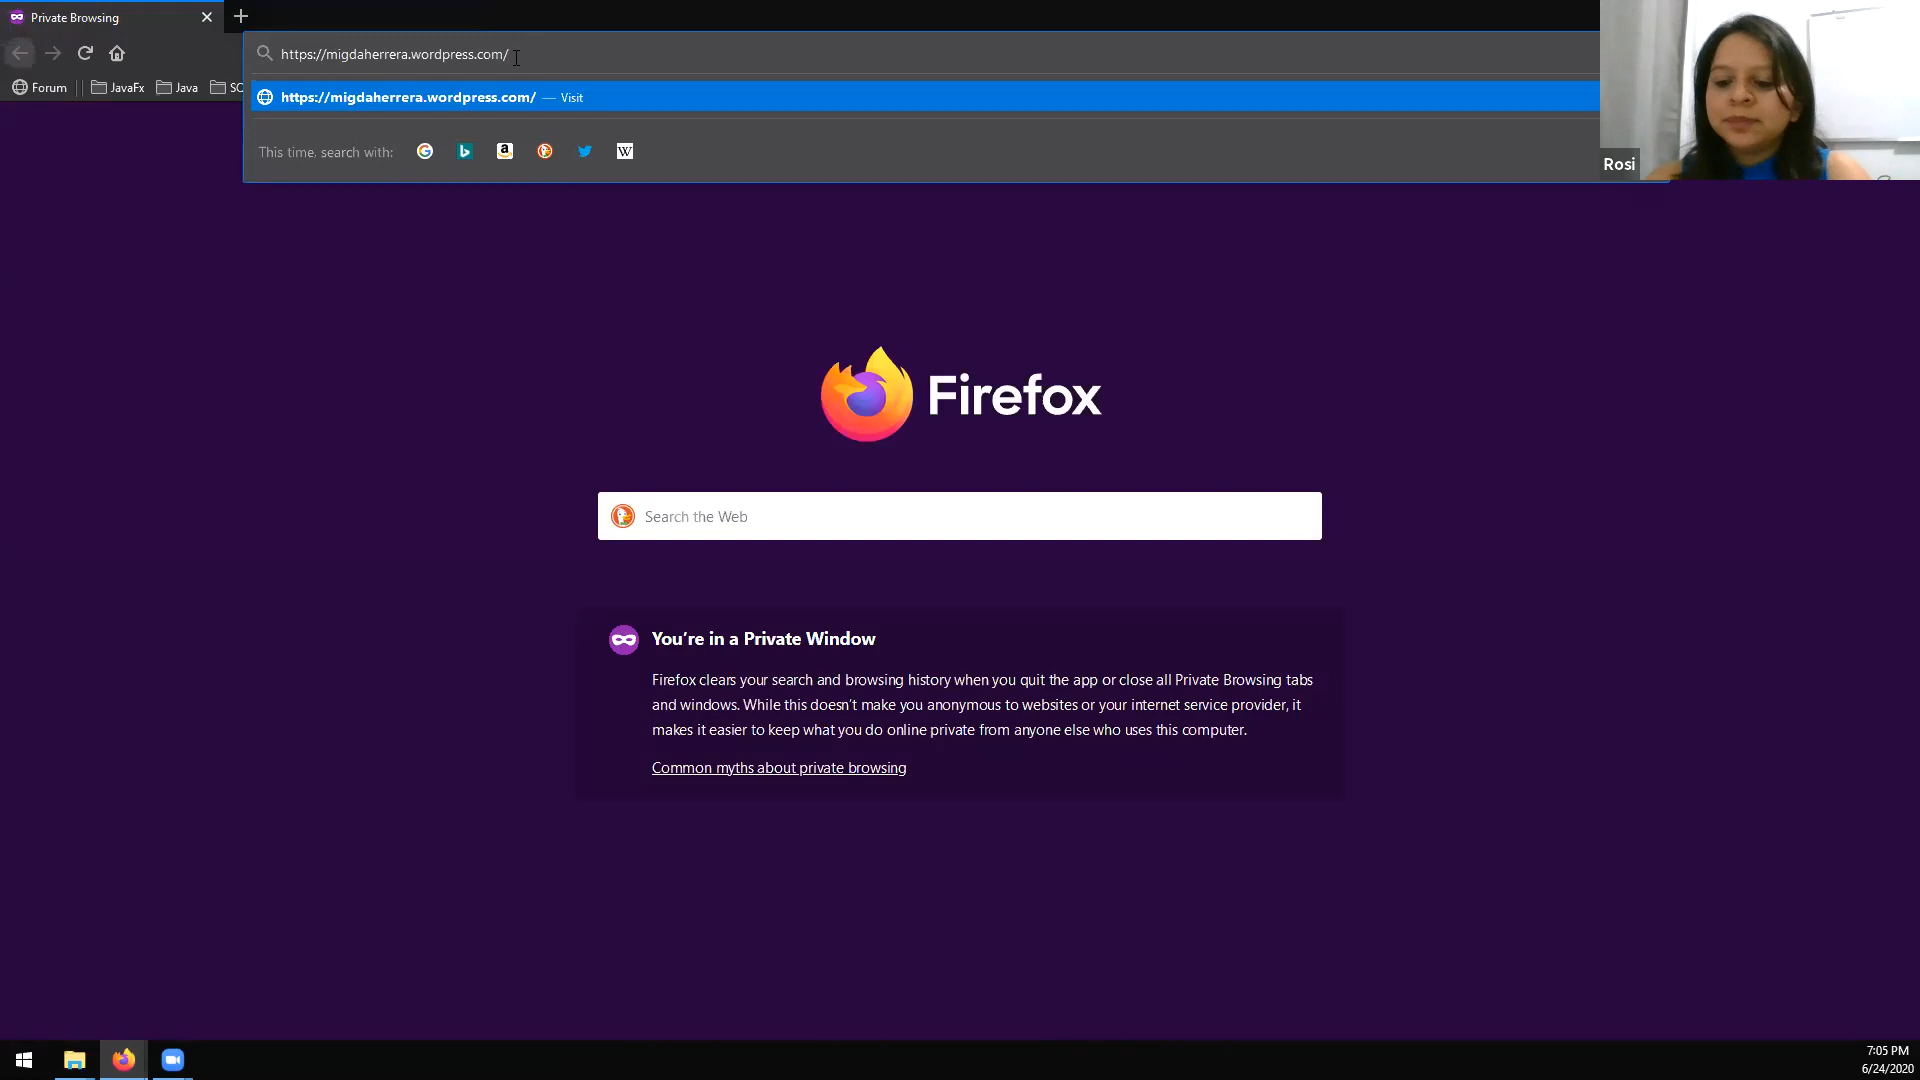 Private Browsing
https://migdaherrera.wordpress.com/
Forum JavaFx Java SC
https://migdaherrera.wordpress.com/ — Visit
This time, search with:
Rosi
Firefox
Search the Web
You're in a Private Window
Firefox clears your search and browsing history when you quit the app or close all Private Browsing tabs
and windows. While this doesn't make you anonymous to websites or your internet service provider, it
makes it easier to keep what you do online private from anyone else who uses this computer.
Common myths about private browsing
7:05 PM
6/24/2020